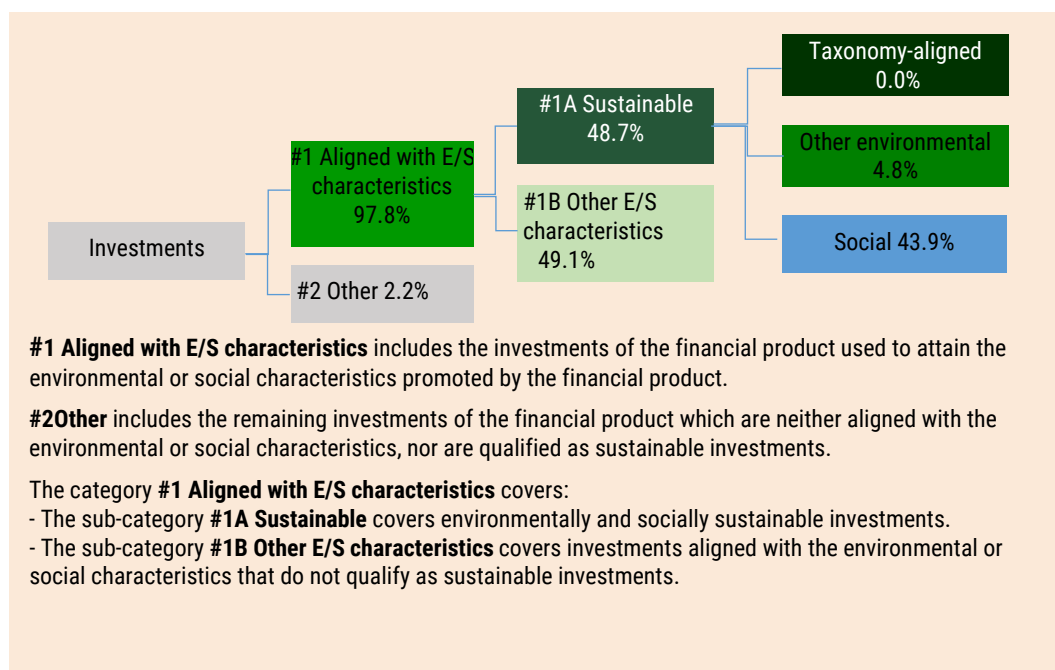 Investments
#1 Aligned with E/S
characteristics
97.8%
#2 Other 2.2%
#1A Sustainable
48.7%
#1B Other E/S
characteristics
49.1%
Taxonomy-aligned
0.0%
Other environmental
4.8%
Social 43.9%
#1 Aligned with E/S characteristics includes the investments of the financial product used to attain the
environmental or social characteristics promoted by the financial product.
#2Other includes the remaining investments of the financial product which are neither aligned with the
environmental or social characteristics, nor are qualified as sustainable investments.
The category #1 Aligned with E/S characteristics covers:
- The sub-category #1A Sustainable covers environmentally and socially sustainable investments.
- The sub-category #1B Other E/S characteristics covers investments aligned with the environmental or
social characteristics that do not qualify as sustainable investments.